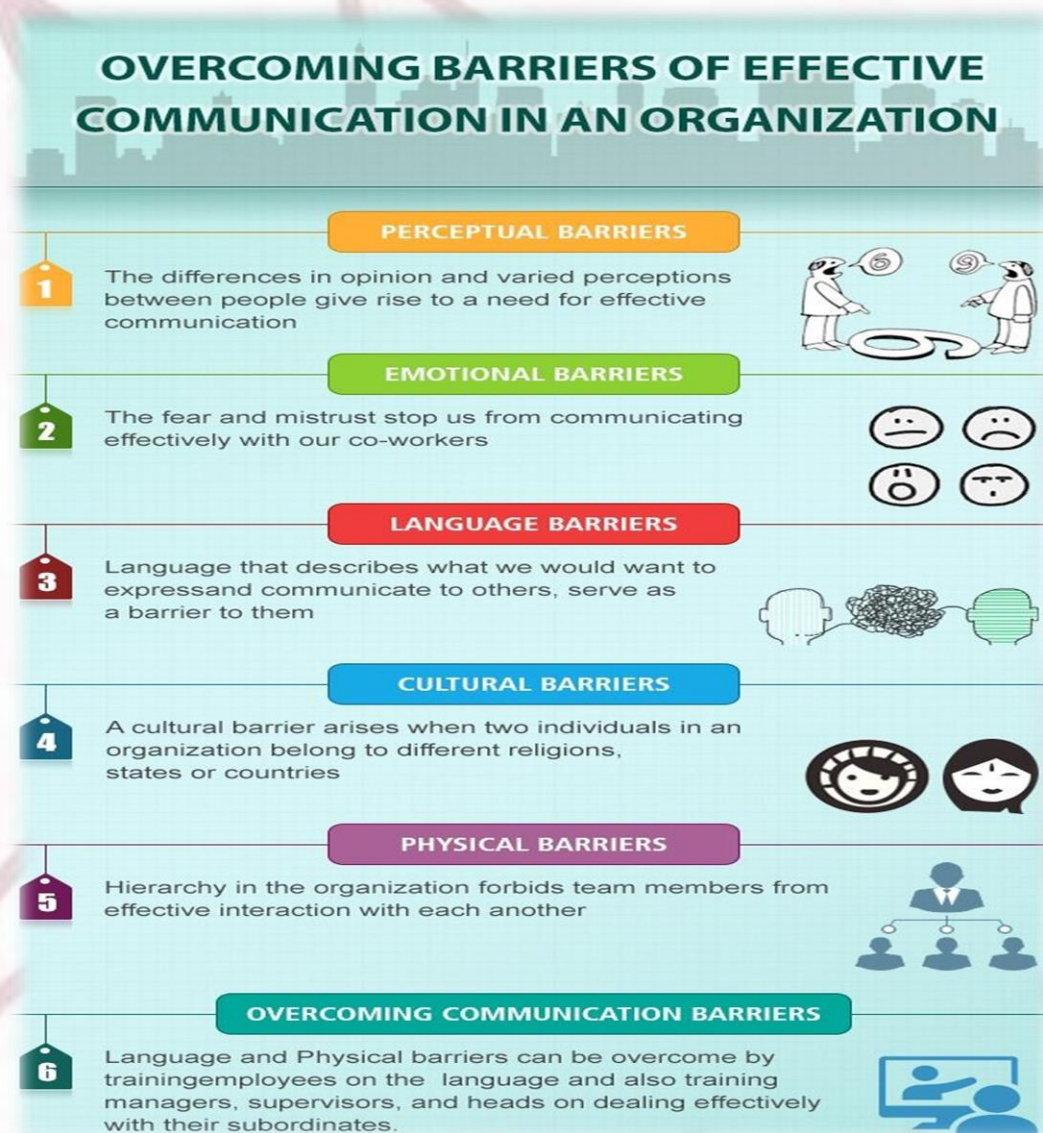 OVERCOMING BARRIERS OF EFFECTIVE
COMMUNICATION IN AN ORGANIZATION
PERCEPTUAL BARRIERS
1
The differences in opinion and varied perceptions
between people give rise to a need for effective
communication
6
9
EMOTIONAL BARRIERS
2
The fear and mistrust stop us from communicating
effectively with our co-workers
LANGUAGE BARRIERS
3
Language that describes what we would want to
expressand communicate to others, serve as
a barrier to them
CULTURAL BARRIERS
4
A cultural barrier arises when two individuals in an
organization belong to different religions,
states or countries
PHYSICAL BARRIERS
5
Hierarchy in the organization forbids team members from
effective interaction with each another
OVERCOMING COMMUNICATION BARRIERS
6
Language and Physical barriers can be overcome by
trainingemployees on the language and also training
managers, supervisors, and heads on dealing effectively
with their subordinates.